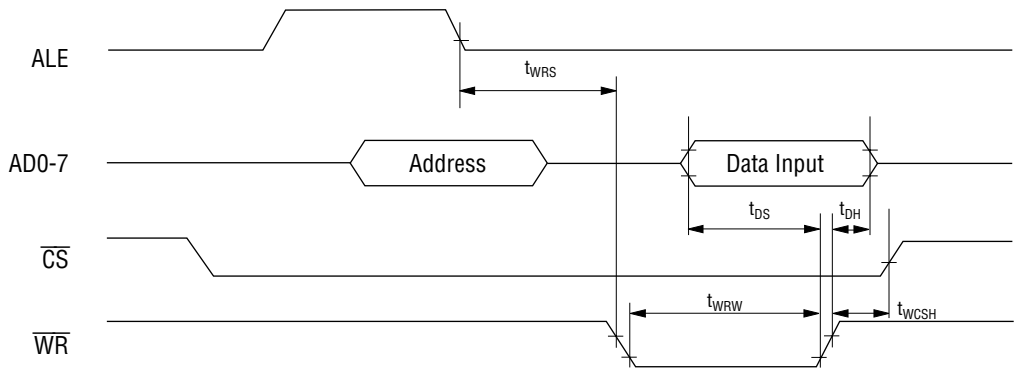 ALE
tWRS
AD0-7
Address
Data Input
tDS
tDH
CS
tWRW
tWCSH
WR